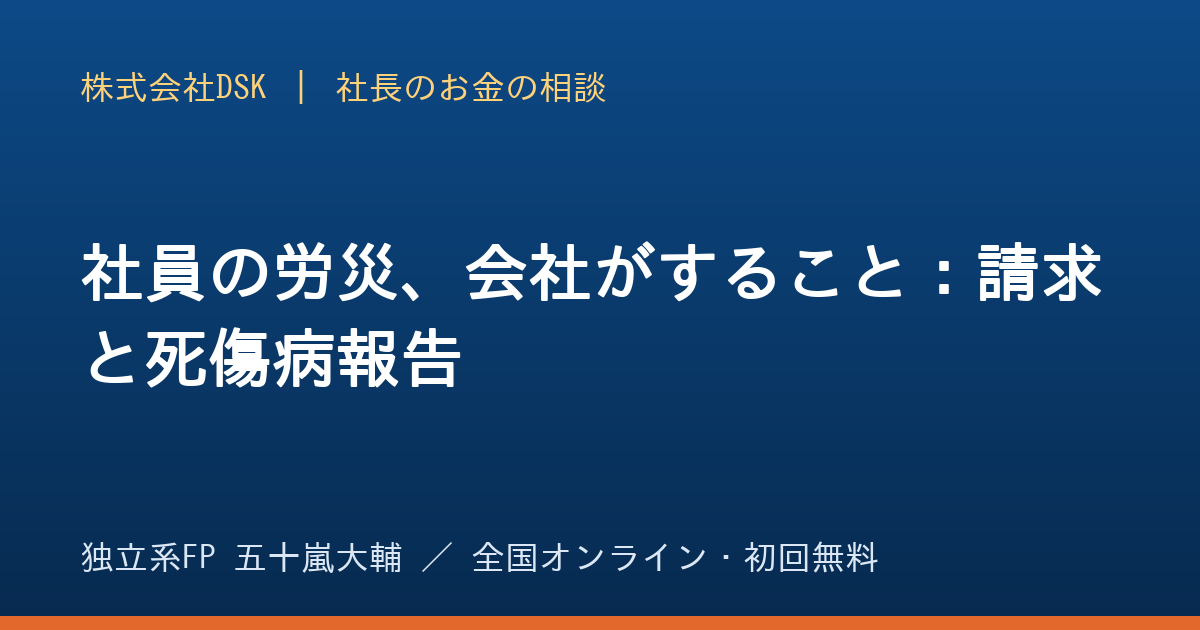 株式会社DSK ｜ 社長のお金の相談
社員の労災、会社がすること：請求
と死傷病報告
独立系FP 五十嵐大輔 ／ 全国オンライン・初回無料